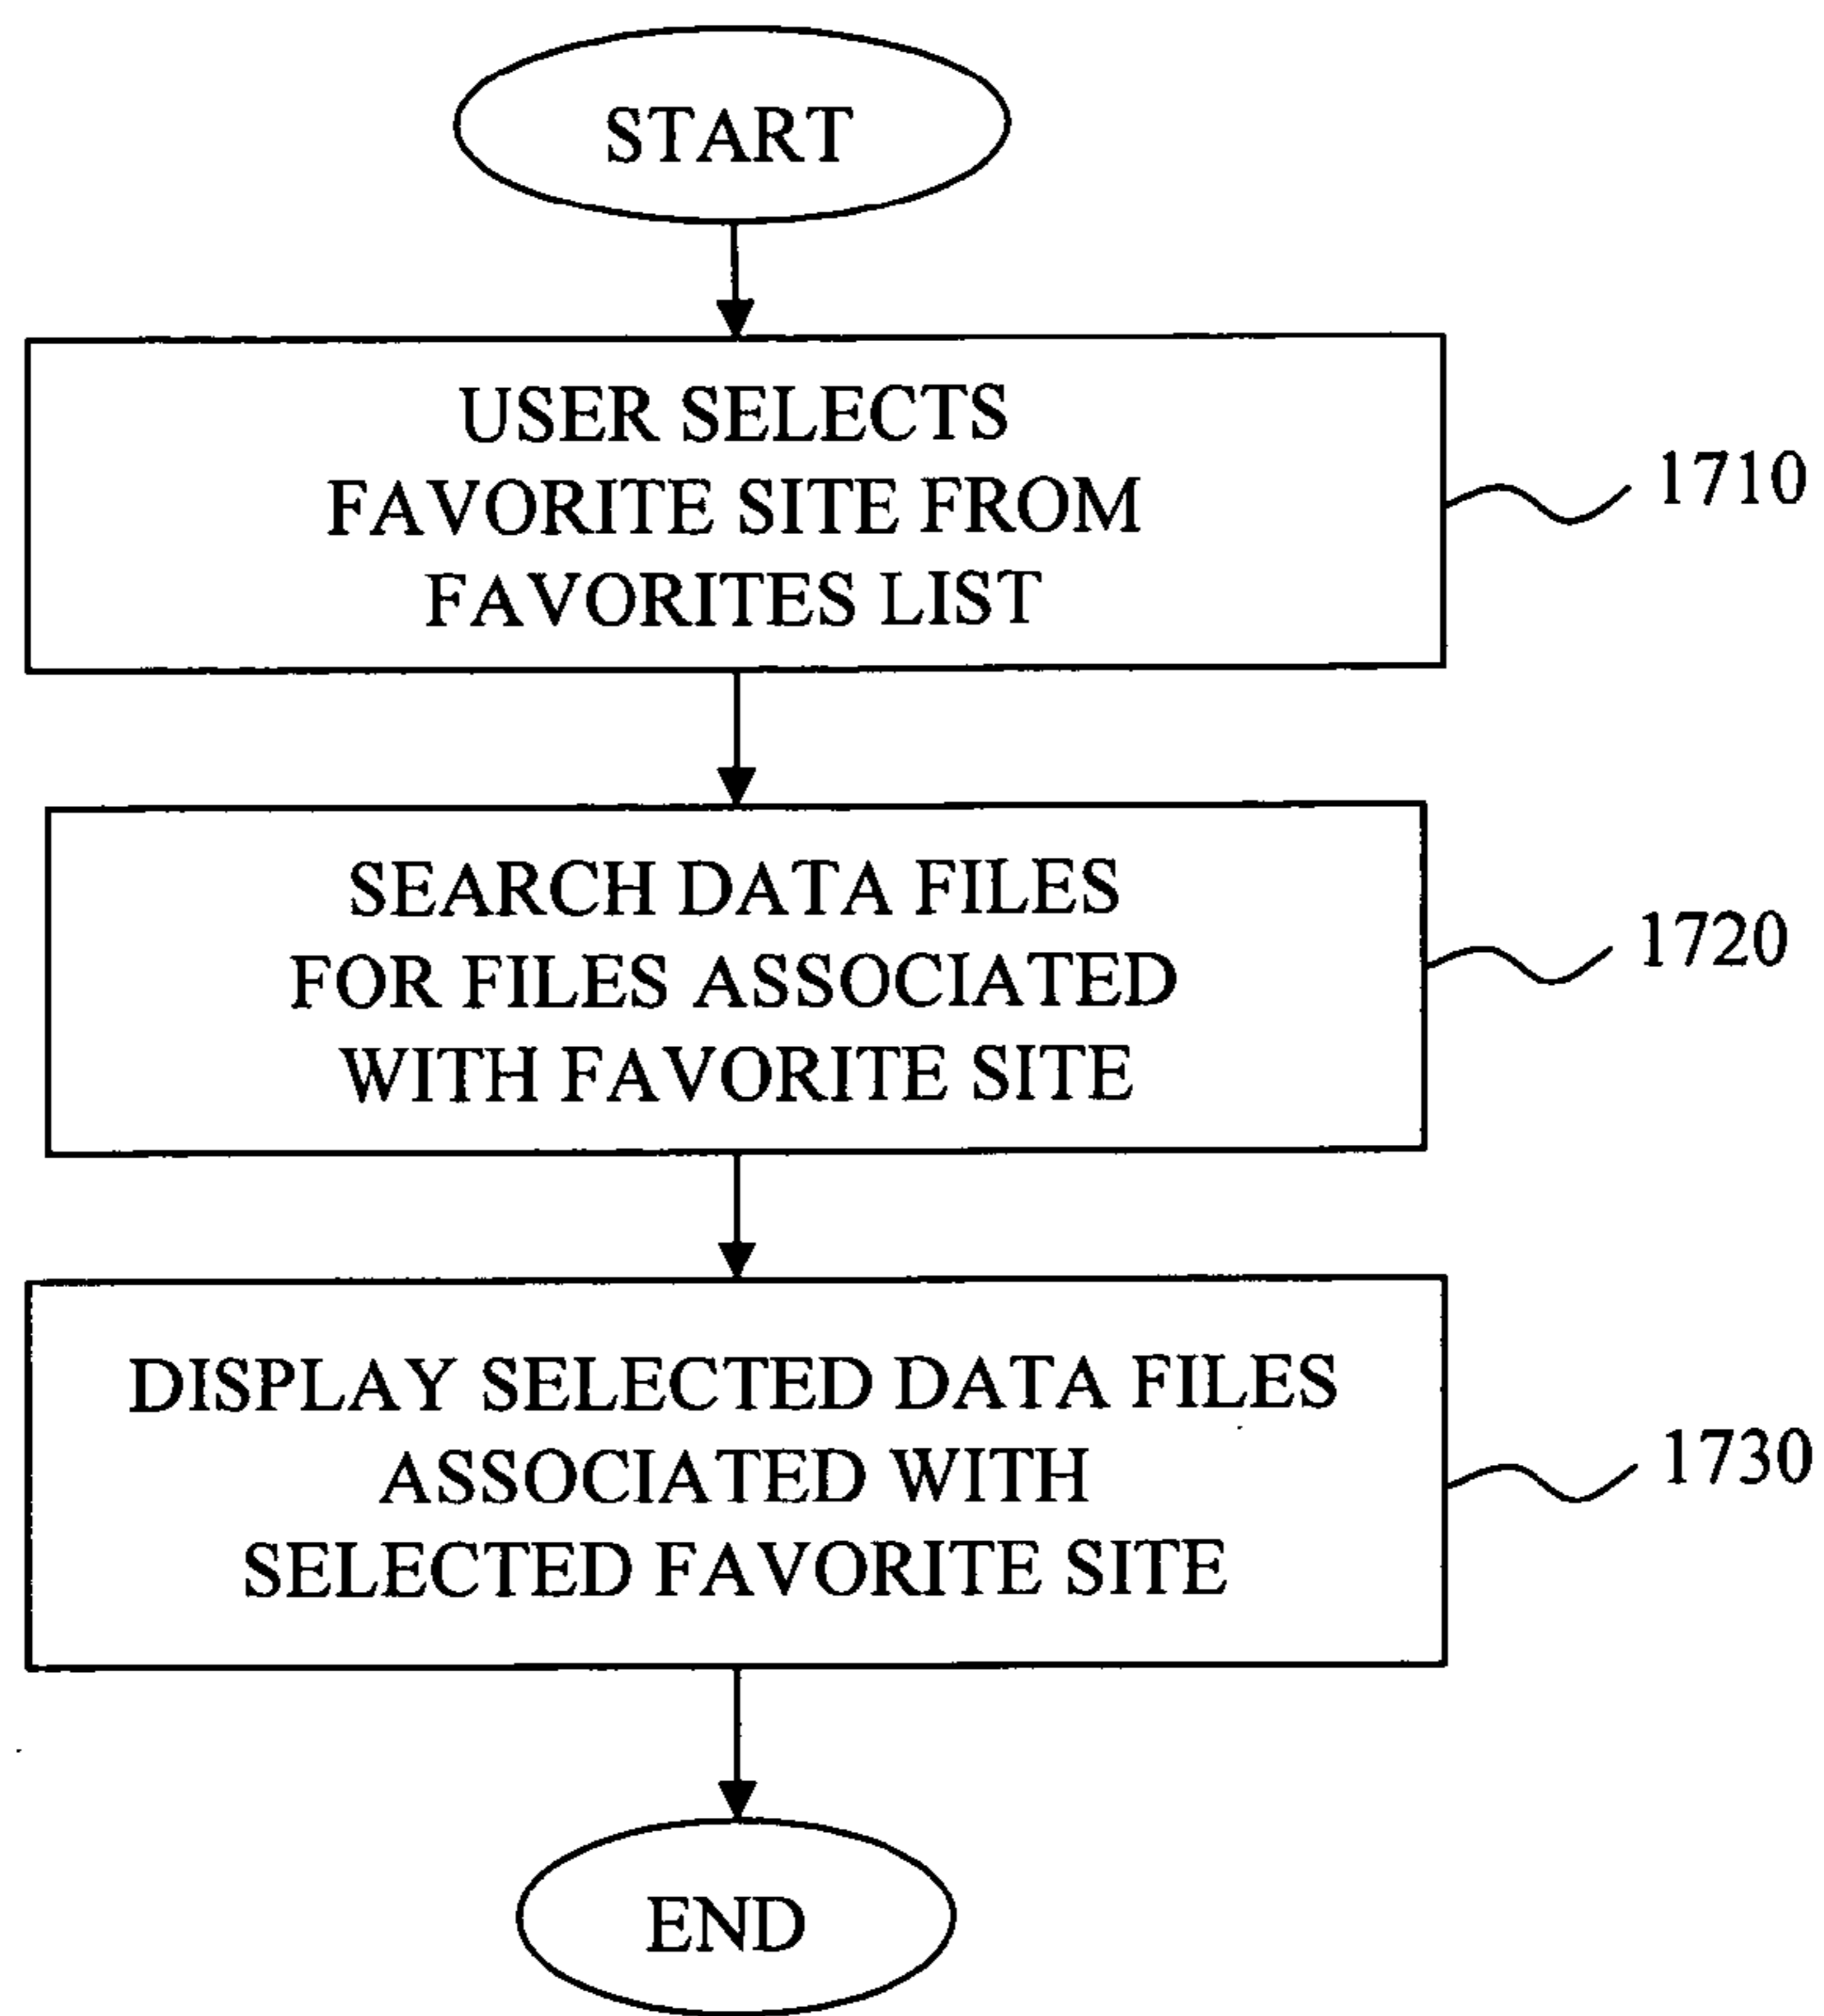 START
USER SELECTS
FAVORITE SITE FROM
FAVORITES LIST
1710
SEARCH DATA FILES
FOR FILES ASSOCIATED
WITH FAVORITE SITE
1720
DISPLAY SELECTED DATA FILES
ASSOCIATED WITH
SELECTED FAVORITE SITE
1730
END